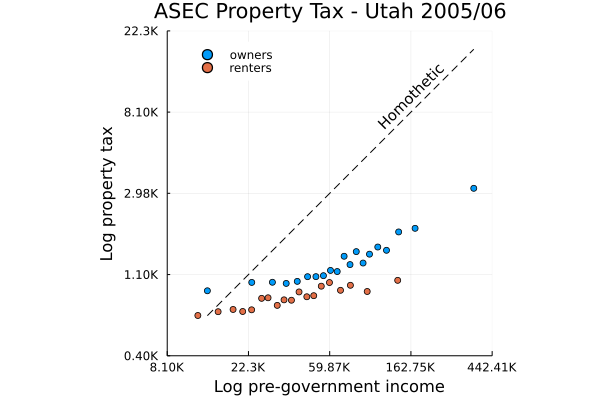 ASEC Property Tax - Utah 2005/06
22.3K
owners
renters
Homothetic
8.10K
2.98K
1.10K
0.40K
Log property tax
8.10K 22.3K 59.87K 162.75K 442.41K
Log pre-government income